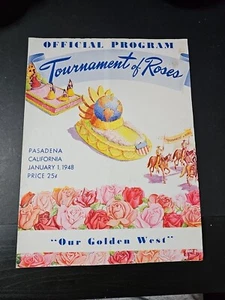 OFFICIAL PROGRAM
Tournament of Roses
PASADENA
CALIFORNIA
JANUARY 1, 1948
PRICE 25¢
"Our Golden West"